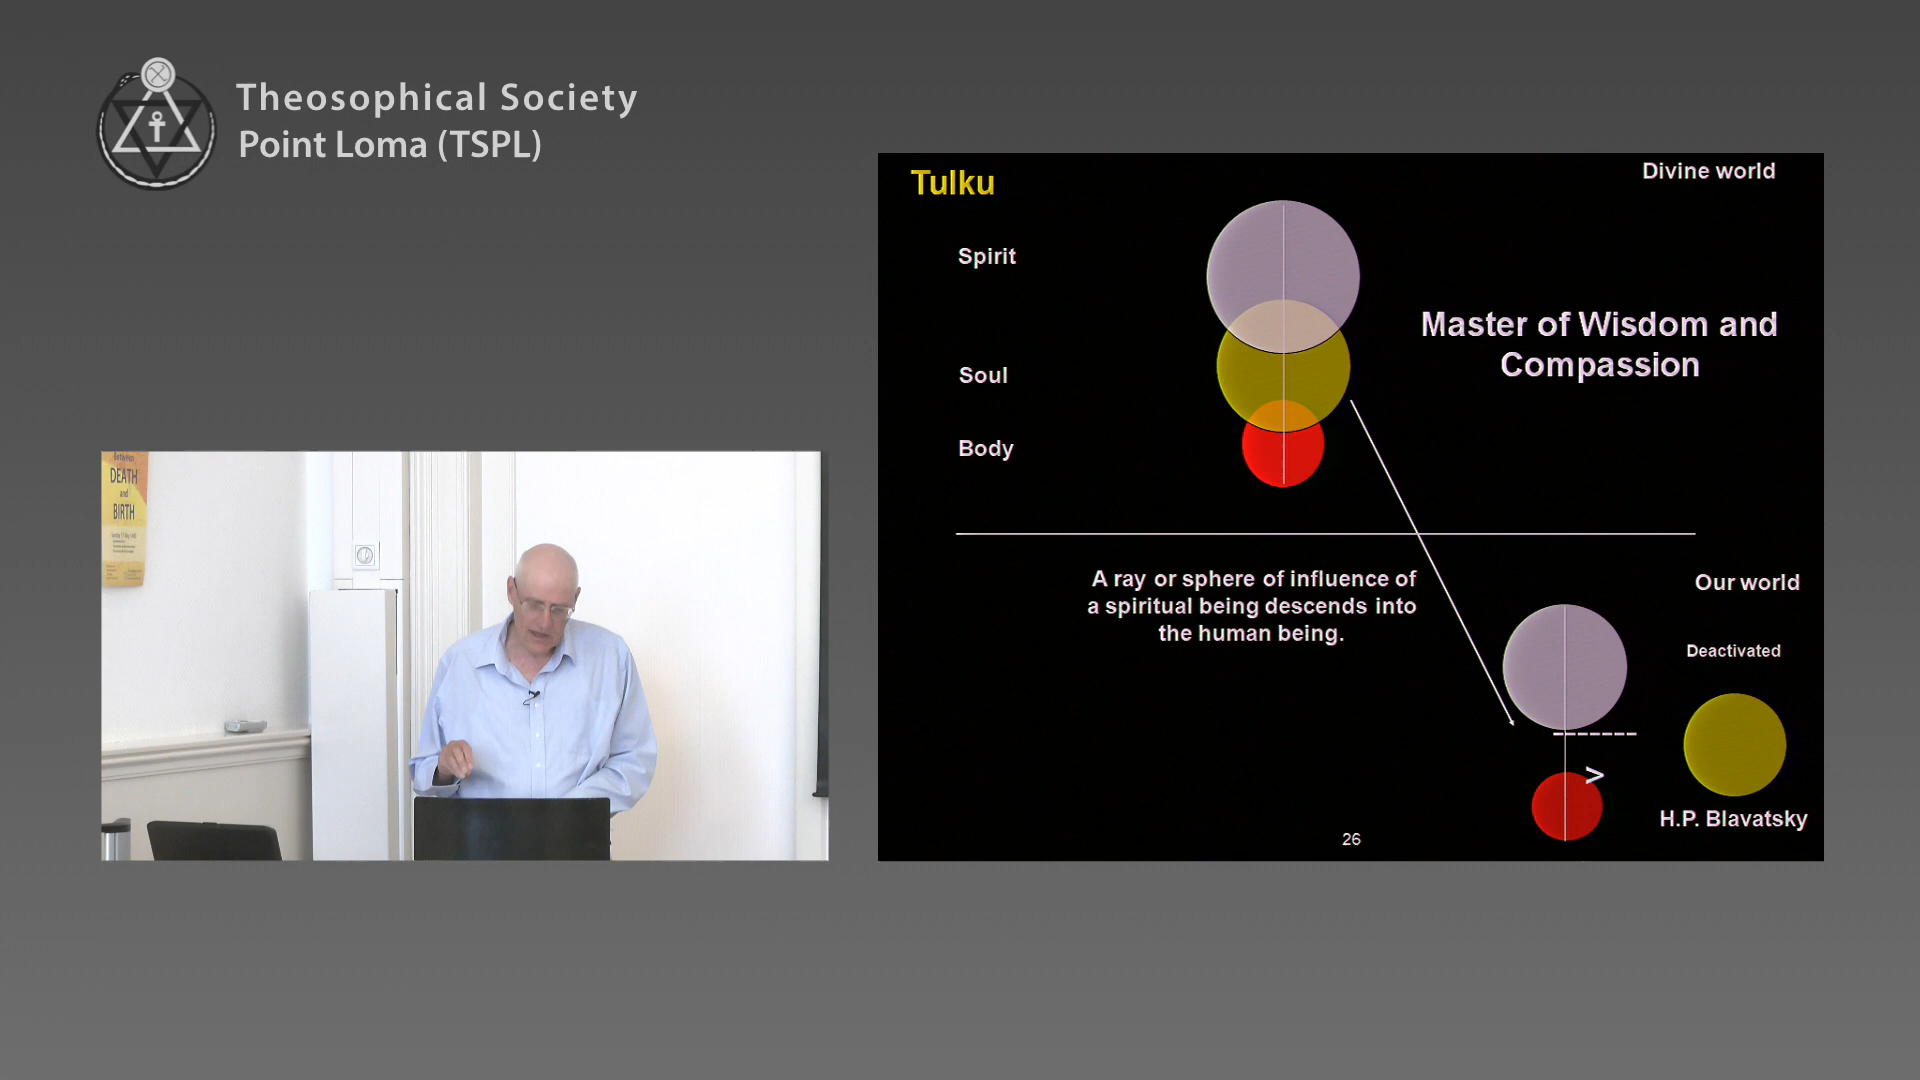 Theosophical Society
Point Loma (TSPL)
Tulku
Divine world
Spirit
Master of Wisdom and
Compassion
Soul
Body
A ray or sphere of influence of
a spiritual being descends into
the human being.
Our world
Deactivated
>
H.P. Blavatsky
26
DEATH
and
BIRTH